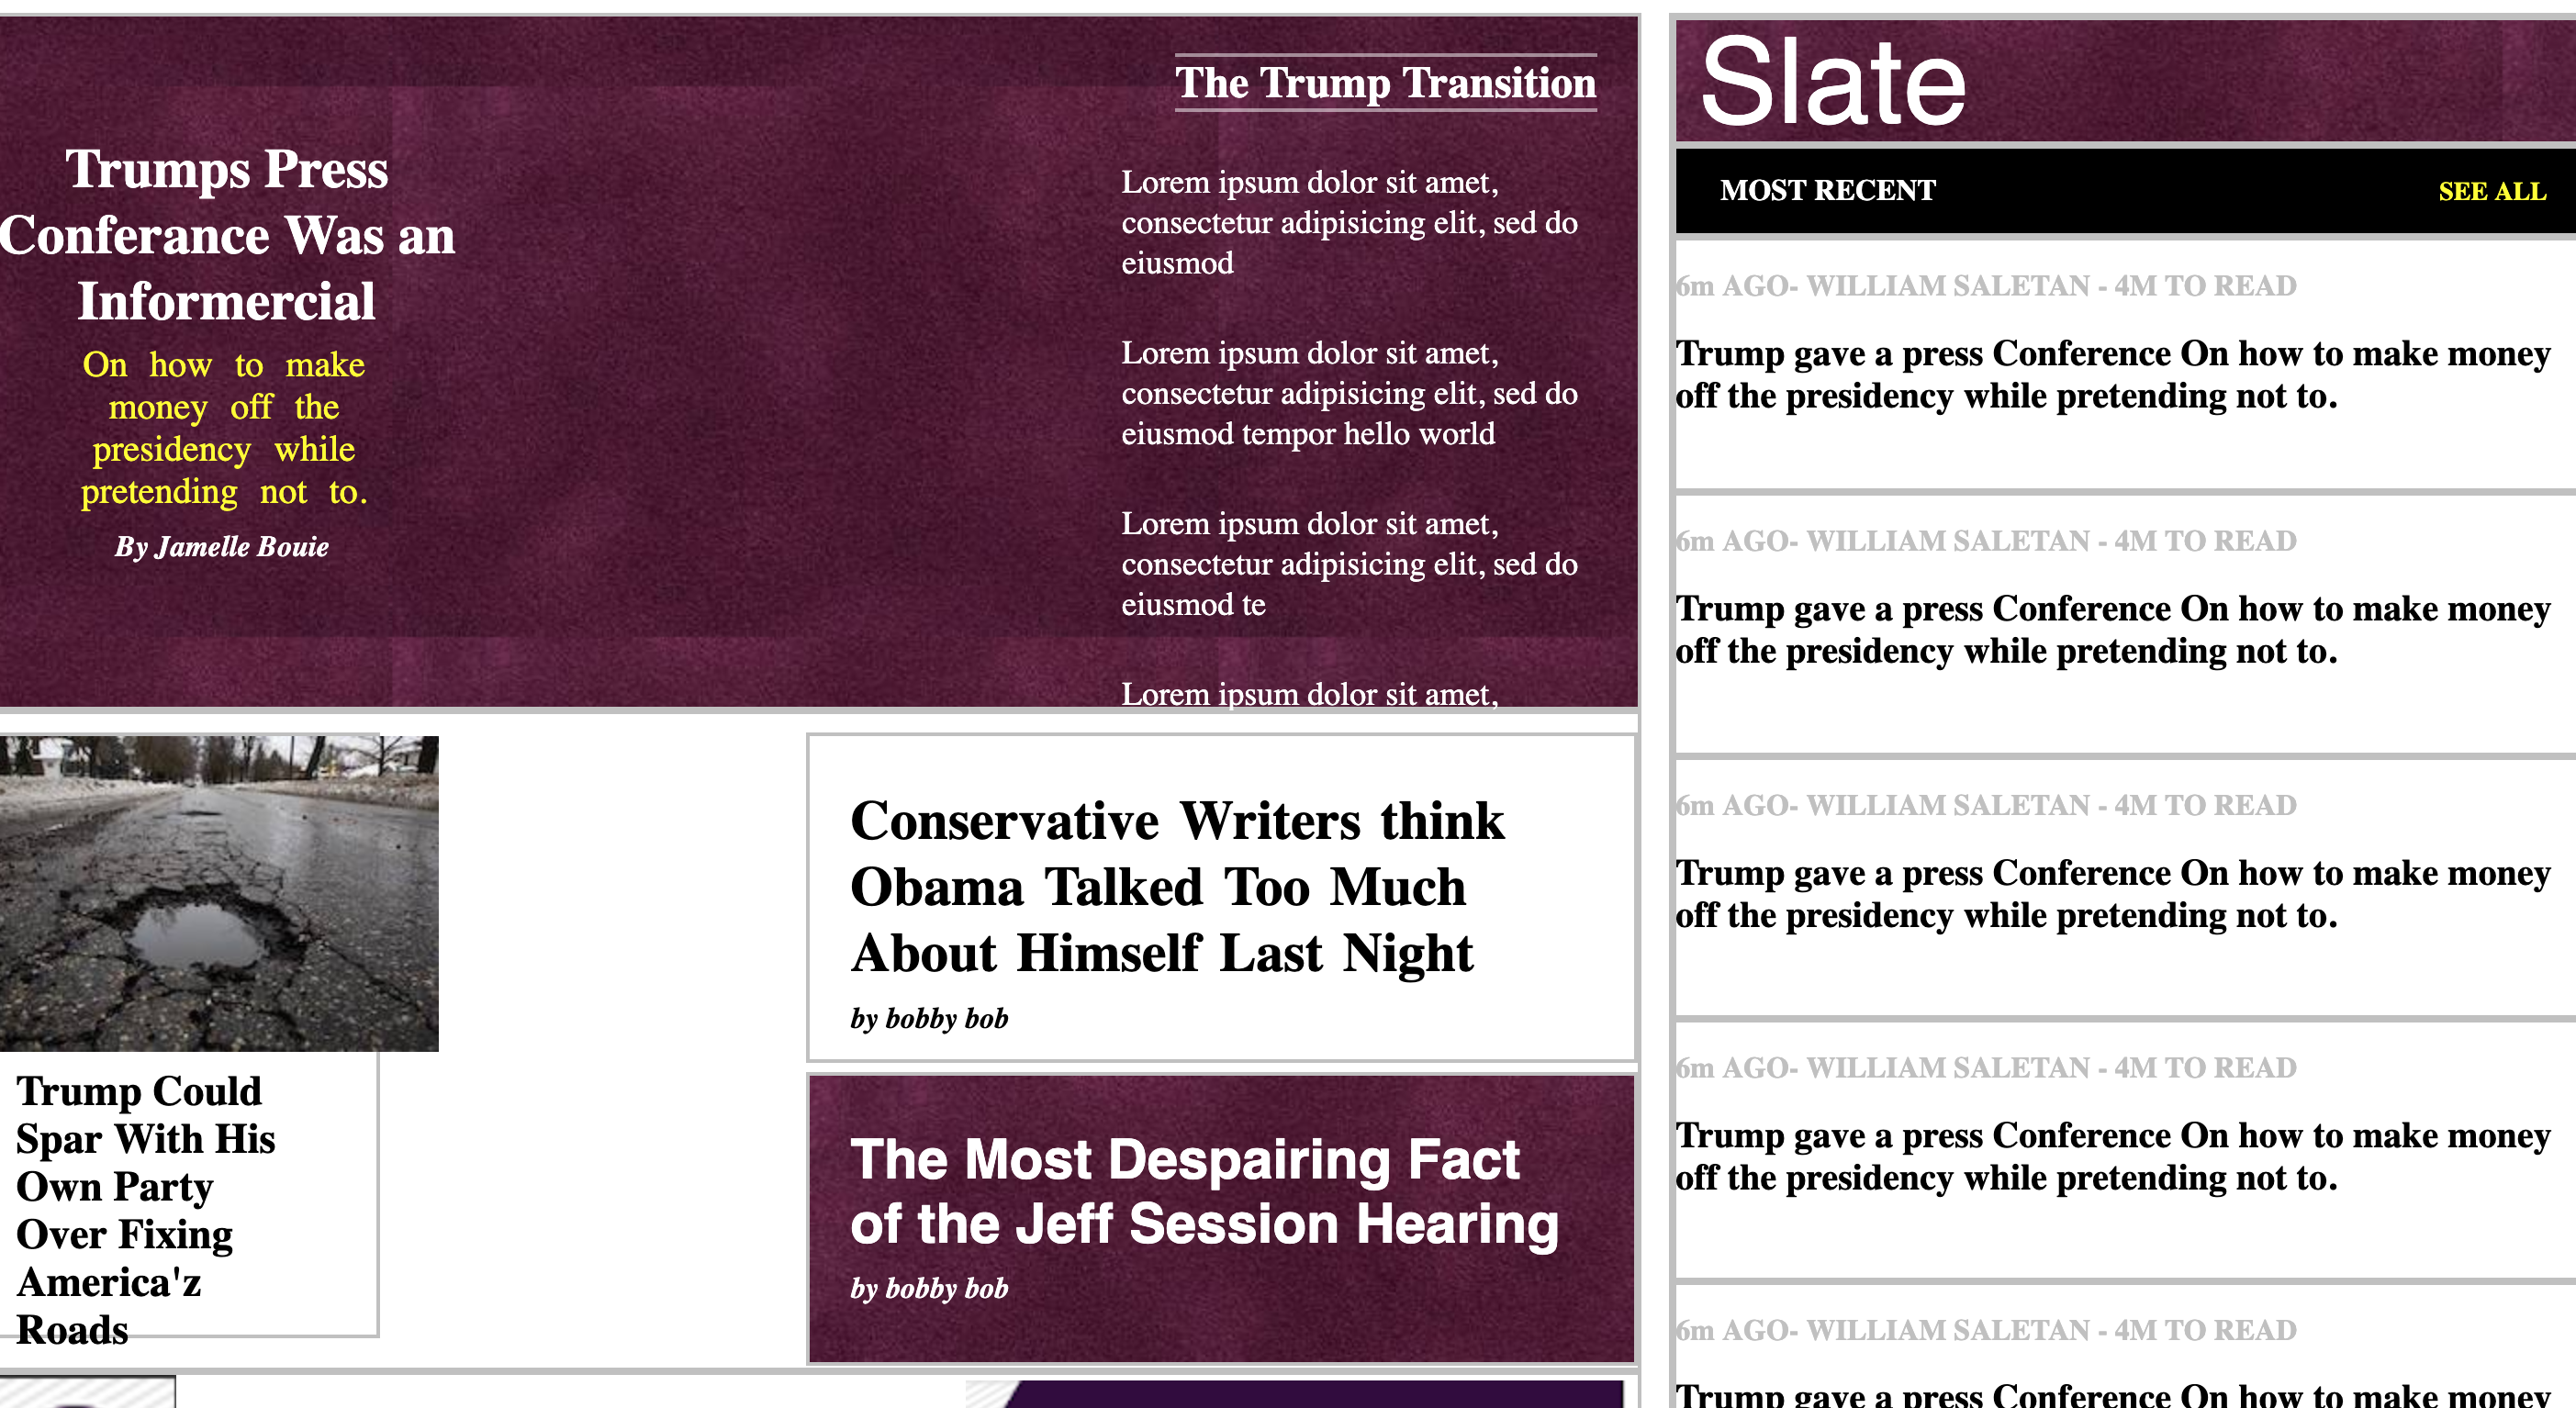 The Trump Transition
Trumps Press
Conferance Was an
Informercial
On how to make
money off the
presidency while
pretending not to.
By Jamelle Bouie
Lorem ipsum dolor sit amet,
consectetur adipisicing elit, sed do
eiusmod
Lorem ipsum dolor sit amet,
consectetur adipisicing elit, sed do
eiusmod tempor hello world
Lorem ipsum dolor sit amet,
consectetur adipisicing elit, sed do
eiusmod te
Lorem ipsum dolor sit amet,
Trump Could
Spar With His
Own Party
Over Fixing
America'z
Roads
Conservative Writers think
Obama Talked Too Much
About Himself Last Night
by bobby bob
The Most Despairing Fact
of the Jeff Session Hearing
by bobby bob
Slate
MOST RECENT SEE ALL
6m AGO- WILLIAM SALETAN - 4M TO READ
Trump gave a press Conference On how to make money
off the presidency while pretending not to.
6m AGO- WILLIAM SALETAN - 4M TO READ
Trump gave a press Conference On how to make money
off the presidency while pretending not to.
6m AGO- WILLIAM SALETAN - 4M TO READ
Trump gave a press Conference On how to make money
off the presidency while pretending not to.
6m AGO- WILLIAM SALETAN - 4M TO READ
Trump gave a press Conference On how to make money
off the presidency while pretending not to.
6m AGO- WILLIAM SALETAN - 4M TO READ
Trump gave a press Conference On how to make money